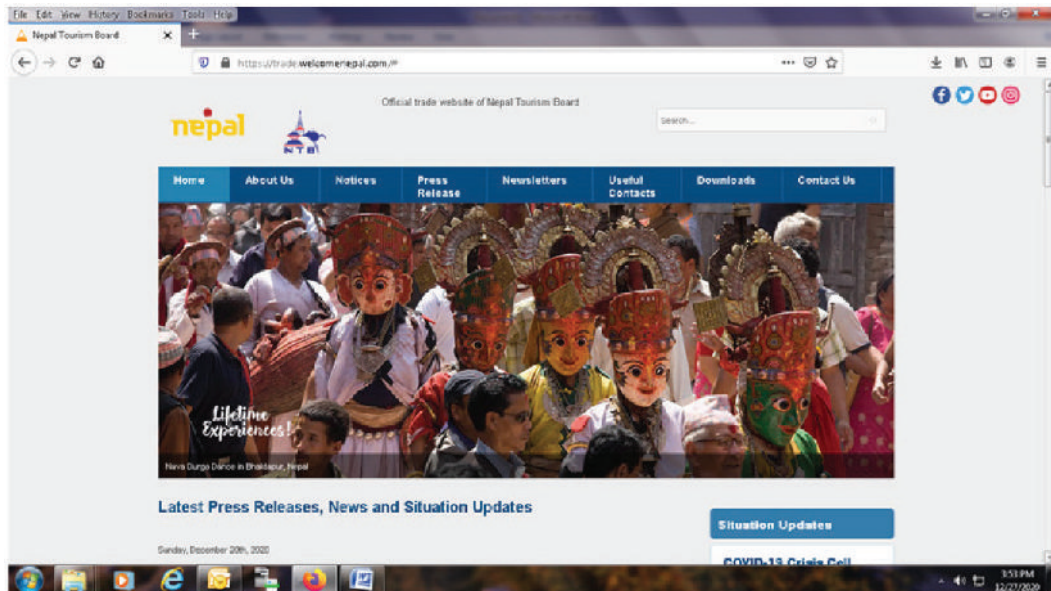 File Edit View History Bookmarks Tools Help
Nepal Tourism Board
https://trade.welcomenepal.com/#
Official trade website of Nepal Tourism Board
nepal
NTB
Search...
Home About Us Notices Press Release Newsletters Useful Contacts Downloads Contact Us
Lifetime
Experiences!
Nava Durga Dance in Bhaktapur, Nepal
Latest Press Releases, News and Situation Updates
Situation Updates
Sunday, December 20th, 2020
COVID-19 Crisis Cell
3:53 PM
12/27/2020